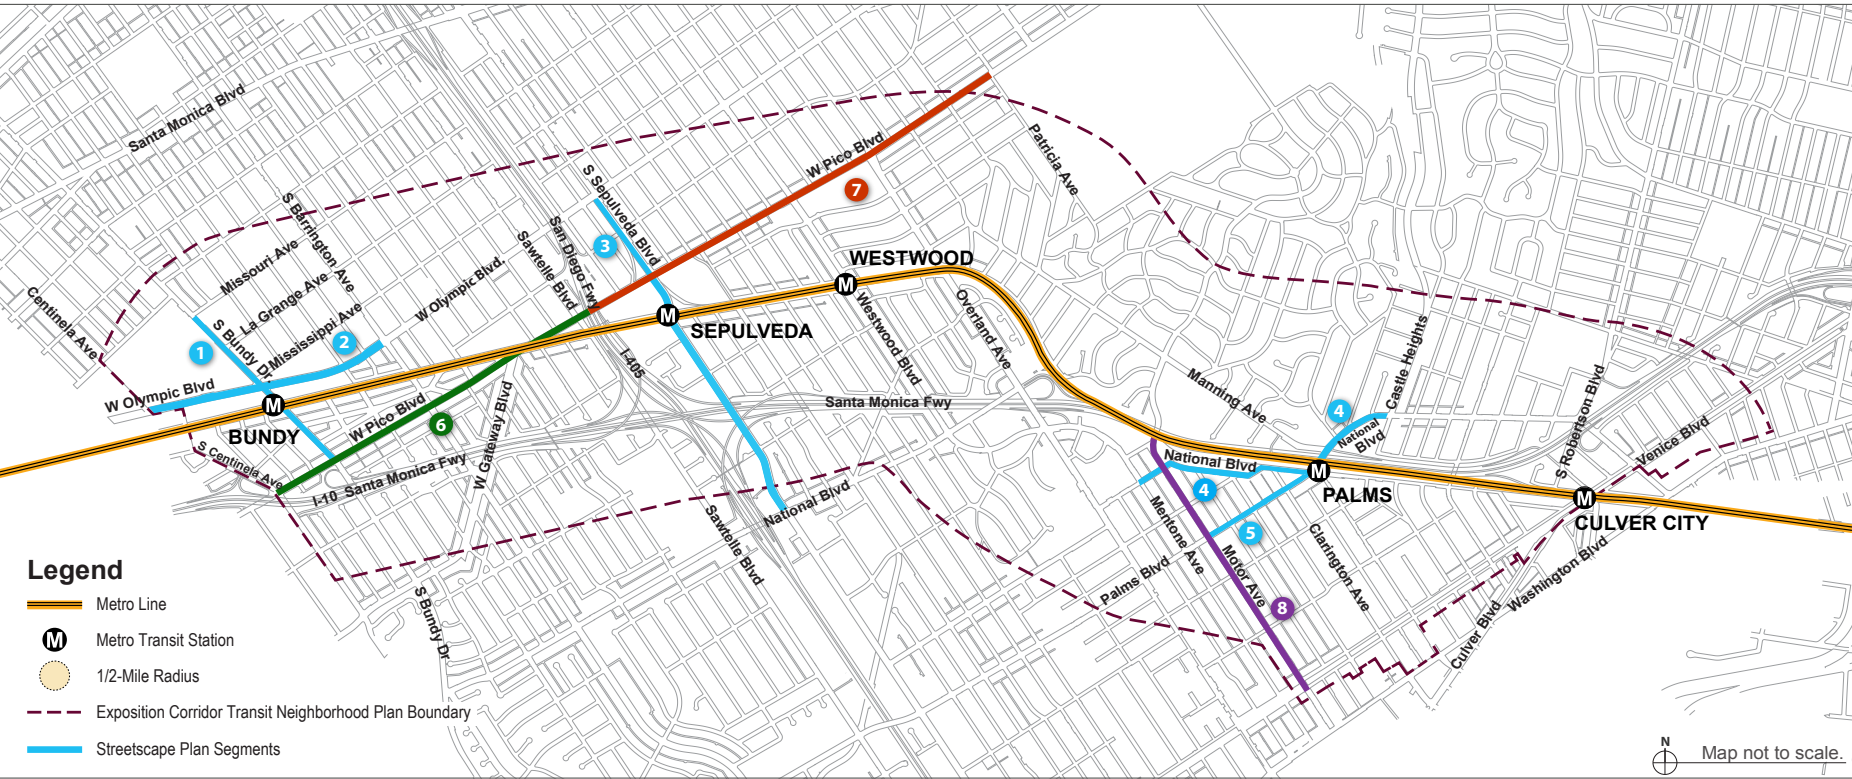 Santa Monica Blvd
W Pico Blvd
Patricia Ave
7
S Sepulveda Blvd
S Barrington Ave
San Diego Fwy
Sawtelle Blvd
3
Missouri Ave
La Grange Ave
Mississippi Ave
W Olympic Blvd.
WESTWOOD
M
Centinela Ave
S Bundy Dr.
1
2
M
SEPULVEDA
Westwood Blvd
Overland Ave
I-405
Castle Heights
Manning Ave
W Olympic Blvd
M
BUNDY
W Pico Blvd
6
W Gateway Blvd
Santa Monica Fwy
4
National
Blvd
S Robertson Blvd
Venice Blvd
S Centinela Ave
I-10 Santa Monica Fwy
National Blvd
M
PALMS
4
5
National Blvd
Sawtelle Blvd
Mentone Ave
Motor Ave
Clarington Ave
M
CULVER CITY
Washington Blvd
Palms Blvd
8
Culver Blvd
S Bundy Dr
Legend
Metro Line
M
Metro Transit Station
1/2-Mile Radius
Exposition Corridor Transit Neighborhood Plan Boundary
Streetscape Plan Segments
N
Map not to scale.